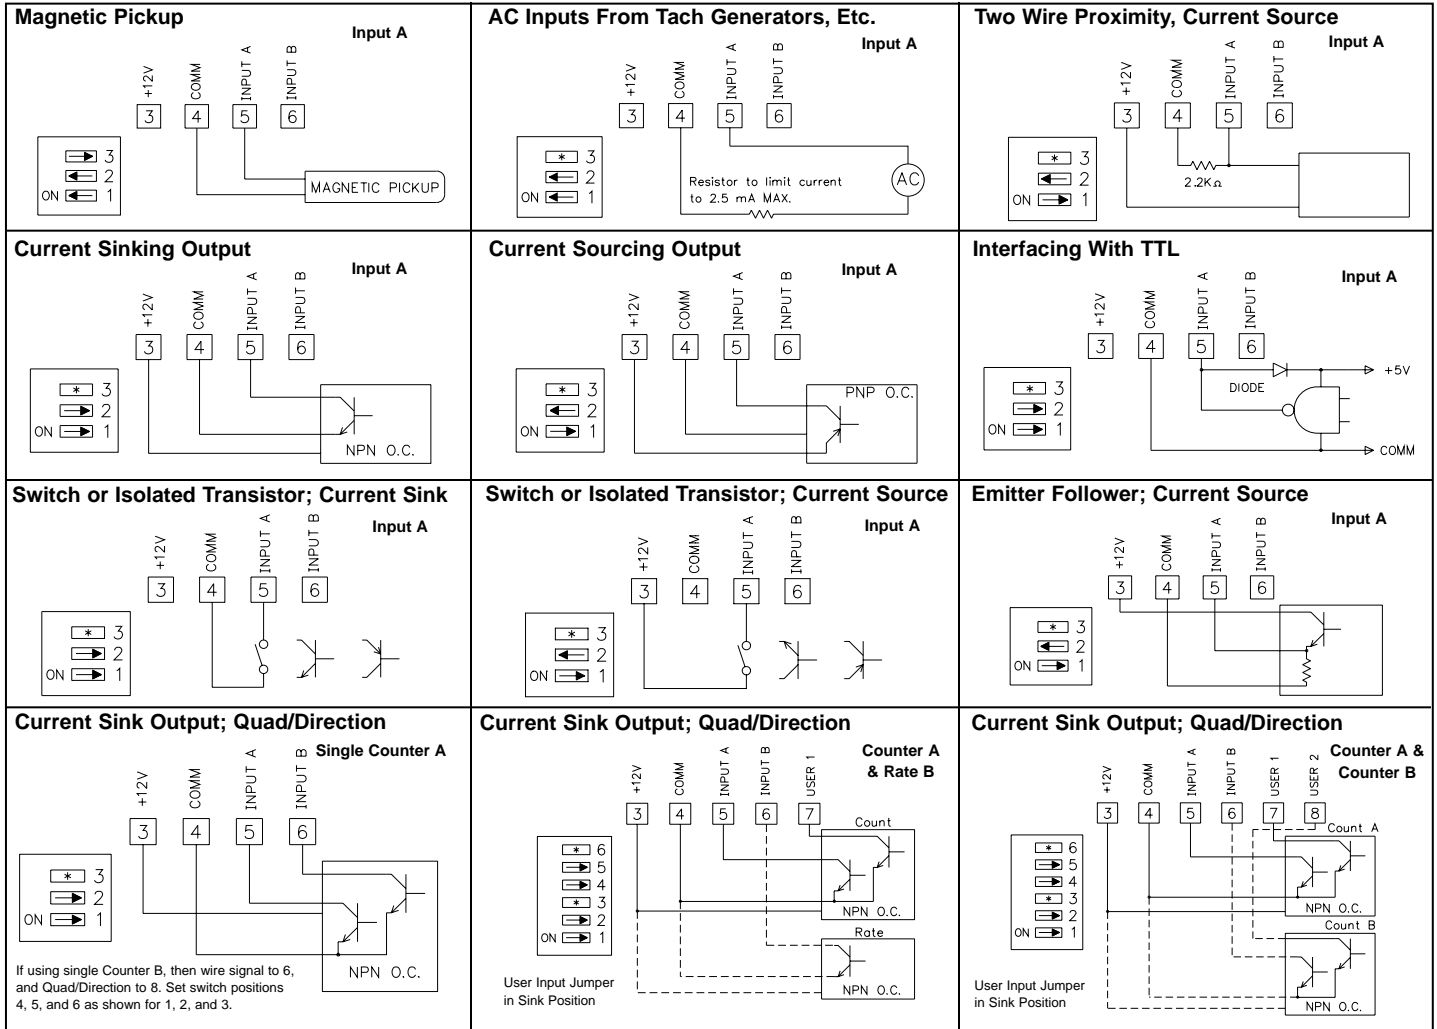 Magnetic Pickup
Input A
+12V
COMM
INPUT A
INPUT B
3 4 5 6
3
2
ON 1
MAGNETIC PICKUP
AC Inputs From Tach Generators, Etc.
Input A
+12V
COMM
INPUT A
INPUT B
3 4 5 6
* 3
2
ON 1
Resistor to limit current
to 2.5 mA MAX.
AC
Two Wire Proximity, Current Source
Input A
+12V
COMM
INPUT A
INPUT B
3 4 5 6
* 3
2
ON 1
2.2KΩ
Current Sinking Output
Input A
+12V
COMM
INPUT A
INPUT B
3 4 5 6
* 3
2
ON 1
NPN O.C.
Current Sourcing Output
Input A
+12V
COMM
INPUT A
INPUT B
3 4 5 6
* 3
2
ON 1
PNP O.C.
Interfacing With TTL
Input A
+12V
COMM
INPUT A
INPUT B
3 4 5 6
* 3
2
ON 1
DIODE
+5V
COMM
Switch or Isolated Transistor; Current Sink
Input A
+12V
COMM
INPUT A
INPUT B
3 4 5 6
* 3
2
ON 1
Switch or Isolated Transistor; Current Source
Input A
+12V
COMM
INPUT A
INPUT B
3 4 5 6
* 3
2
ON 1
Emitter Follower; Current Source
Input A
+12V
COMM
INPUT A
INPUT B
3 4 5 6
* 3
2
ON 1
Current Sink Output; Quad/Direction
Single Counter A
+12V
COMM
INPUT A
INPUT B
3 4 5 6
* 3
2
ON 1
NPN O.C.
If using single Counter B, then wire signal to 6,
and Quad/Direction to 8. Set switch positions
4, 5, and 6 as shown for 1, 2, and 3.
Current Sink Output; Quad/Direction
Counter A
& Rate B
+12V
COMM
INPUT A
INPUT B
USER 1
3 4 5 6 7
Count
* 6
5
4
* 3
2
ON 1
NPN O.C.
Rate
NPN O.C.
User Input Jumper
in Sink Position
Current Sink Output; Quad/Direction
Counter A &
Counter B
+12V
COMM
INPUT A
INPUT B
USER 1
USER 2
3 4 5 6 7 8
Count A
* 6
5
4
* 3
2
ON 1
NPN O.C.
Count B
NPN O.C.
User Input Jumper
in Sink Position